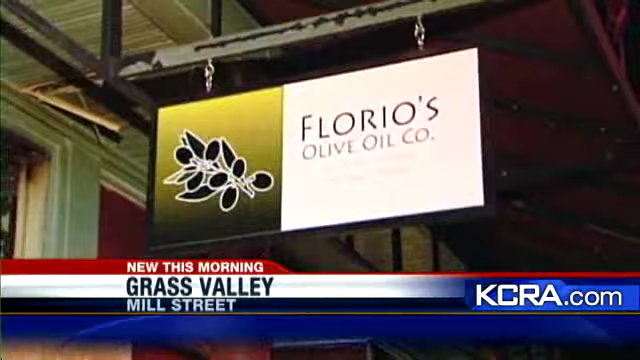 FLORIO'S
OLIVE OIL CO.
NEW THIS MORNING
GRASS VALLEY
MILL STREET
KCRA.com